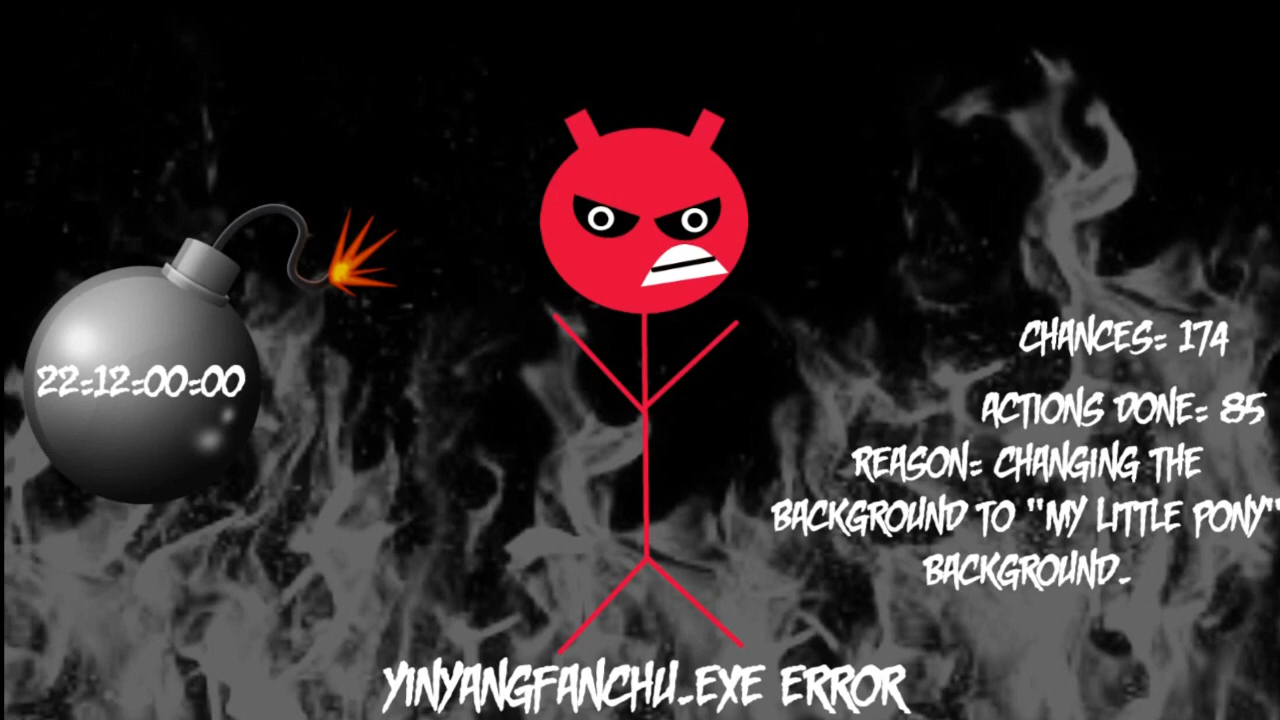 22:12:00:00
CHANCES: 174
ACTIONS DONE: 85
REASON: CHANGING THE
BACKGROUND TO "MY LITTLE PONY"
BACKGROUND.
YINYANGFANCHU.EXE ERROR